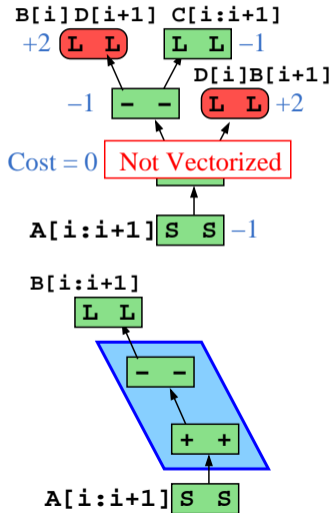 B[i]D[i+1] C[i:i+1]
+2 L L L L –1
D[i]B[i+1]
–1 – – L L +2
Cost = 0 Not Vectorized
A[i:i+1] S S –1
B[i:i+1]
L L
– –
+ +
A[i:i+1] S S